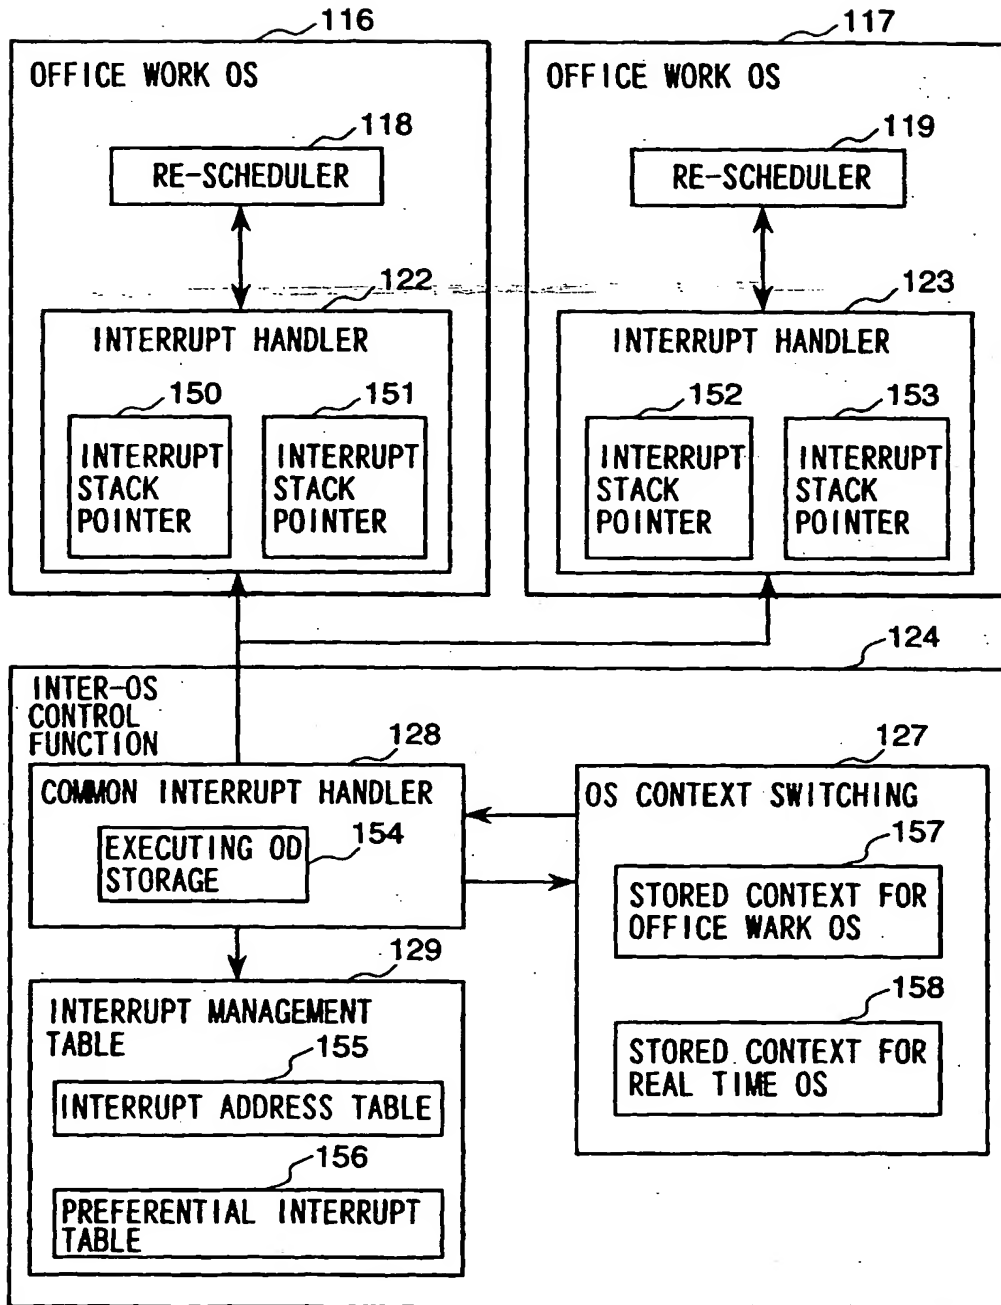 116
117
OFFICE WORK OS
OFFICE WORK OS
118
119
RE-SCHEDULER
RE-SCHEDULER
122
123
INTERRUPT HANDLER
INTERRUPT HANDLER
150
151
152
153
INTERRUPT
STACK
POINTER
INTERRUPT
STACK
POINTER
INTERRUPT
STACK
POINTER
INTERRUPT
STACK
POINTER
124
INTER-OS
CONTROL
FUNCTION
128
127
COMMON INTERRUPT HANDLER
OS CONTEXT SWITCHING
154
EXECUTING OD
STORAGE
157
STORED CONTEXT FOR
OFFICE WARK OS
129
158
INTERRUPT MANAGEMENT
TABLE
STORED CONTEXT FOR
REAL TIME OS
155
INTERRUPT ADDRESS TABLE
156
PREFERENTIAL INTERRUPT
TABLE